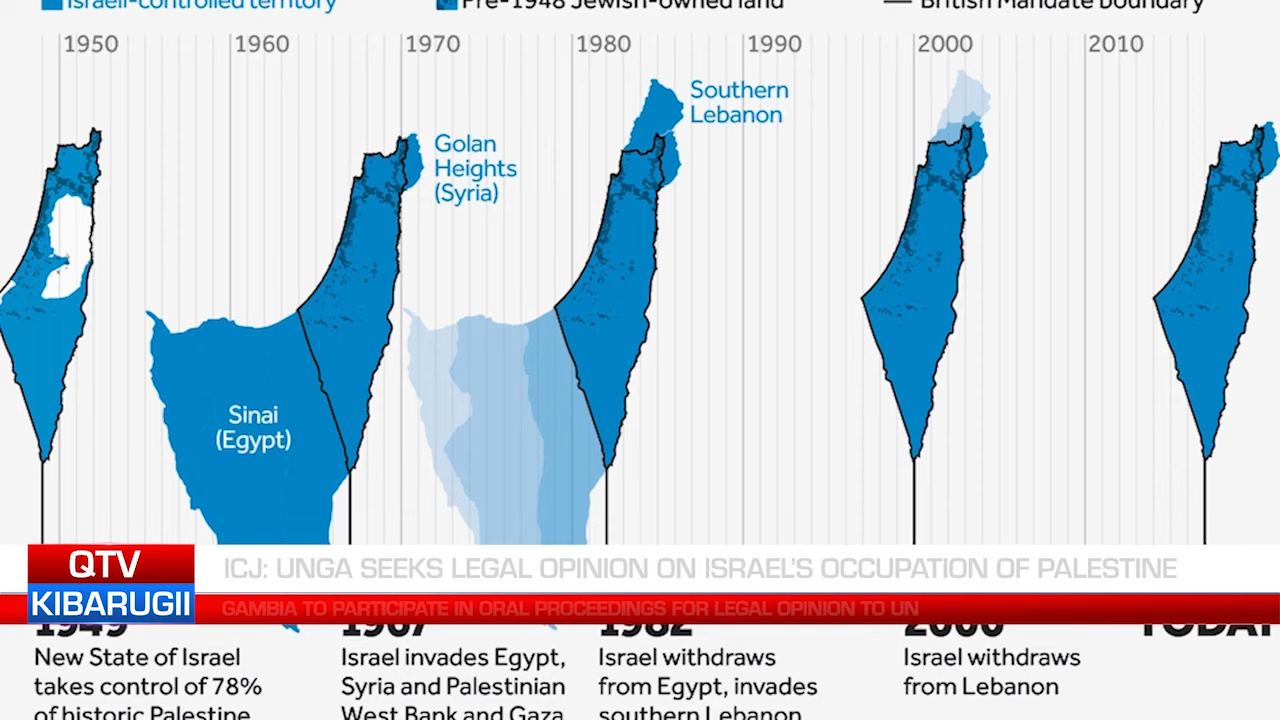 Israeli-controlled territory
Pre-1948 Jewish-owned land
British Mandate boundary
1950
1960
1970
1980
1990
2000
2010
Southern
Lebanon
Golan
Heights
(Syria)
Sinai
(Egypt)
QTV
KIBARUGII
ICJ: UNGA SEEKS LEGAL OPINION ON ISRAEL'S OCCUPATION OF PALESTINE
GAMBIA TO PARTICIPATE IN ORAL PROCEEDINGS FOR LEGAL OPINION TO UN
1949
New State of Israel
takes control of 78%
of historic Palestine
1967
Israel invades Egypt,
Syria and Palestinian
West Bank and Gaza
1982
Israel withdraws
from Egypt, invades
southern Lebanon
2000
Israel withdraws
from Lebanon
TODAY